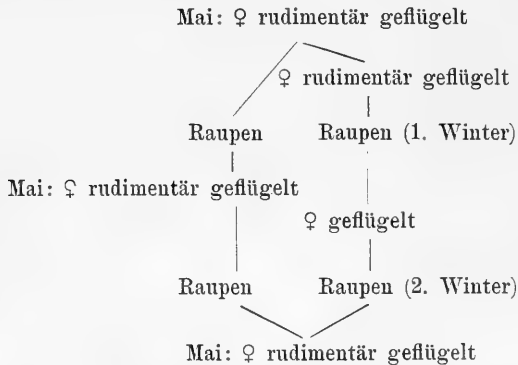 Mai: ♀ rudimentär geflügelt
♀ rudimentär geflügelt
Raupen Raupen (1. Winter)
Mai: ♀ rudimentär geflügelt
♀ geflügelt
Raupen Raupen (2. Winter)
Mai: ♀ rudimentär geflügelt